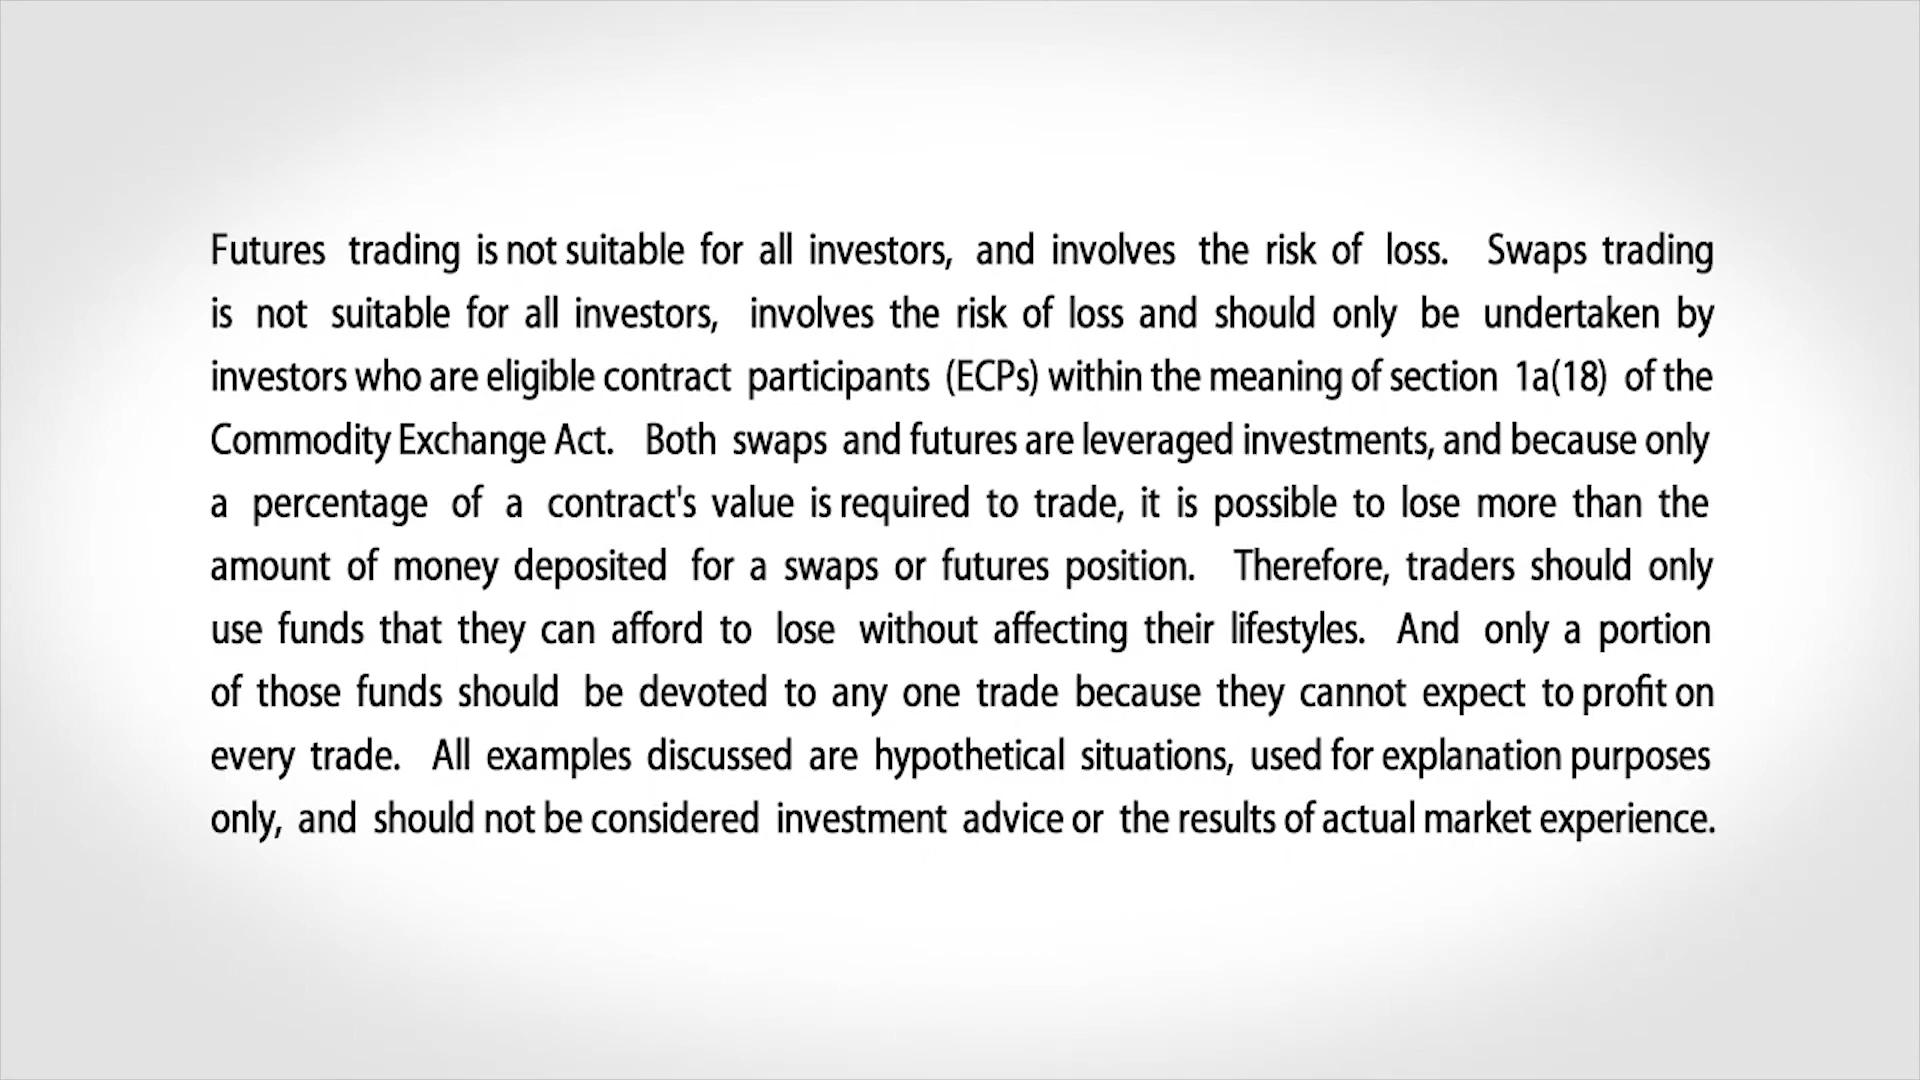 Futures trading is not suitable for all investors, and involves the risk of loss. Swaps trading
is not suitable for all investors, involves the risk of loss and should only be undertaken by
investors who are eligible contract participants (ECPs) within the meaning of section 1a(18) of the
Commodity Exchange Act. Both swaps and futures are leveraged investments, and because only
a percentage of a contract's value is required to trade, it is possible to lose more than the
amount of money deposited for a swaps or futures position. Therefore, traders should only
use funds that they can afford to lose without affecting their lifestyles. And only a portion
of those funds should be devoted to any one trade because they cannot expect to profit on
every trade. All examples discussed are hypothetical situations, used for explanation purposes
only, and should not be considered investment advice or the results of actual market experience.